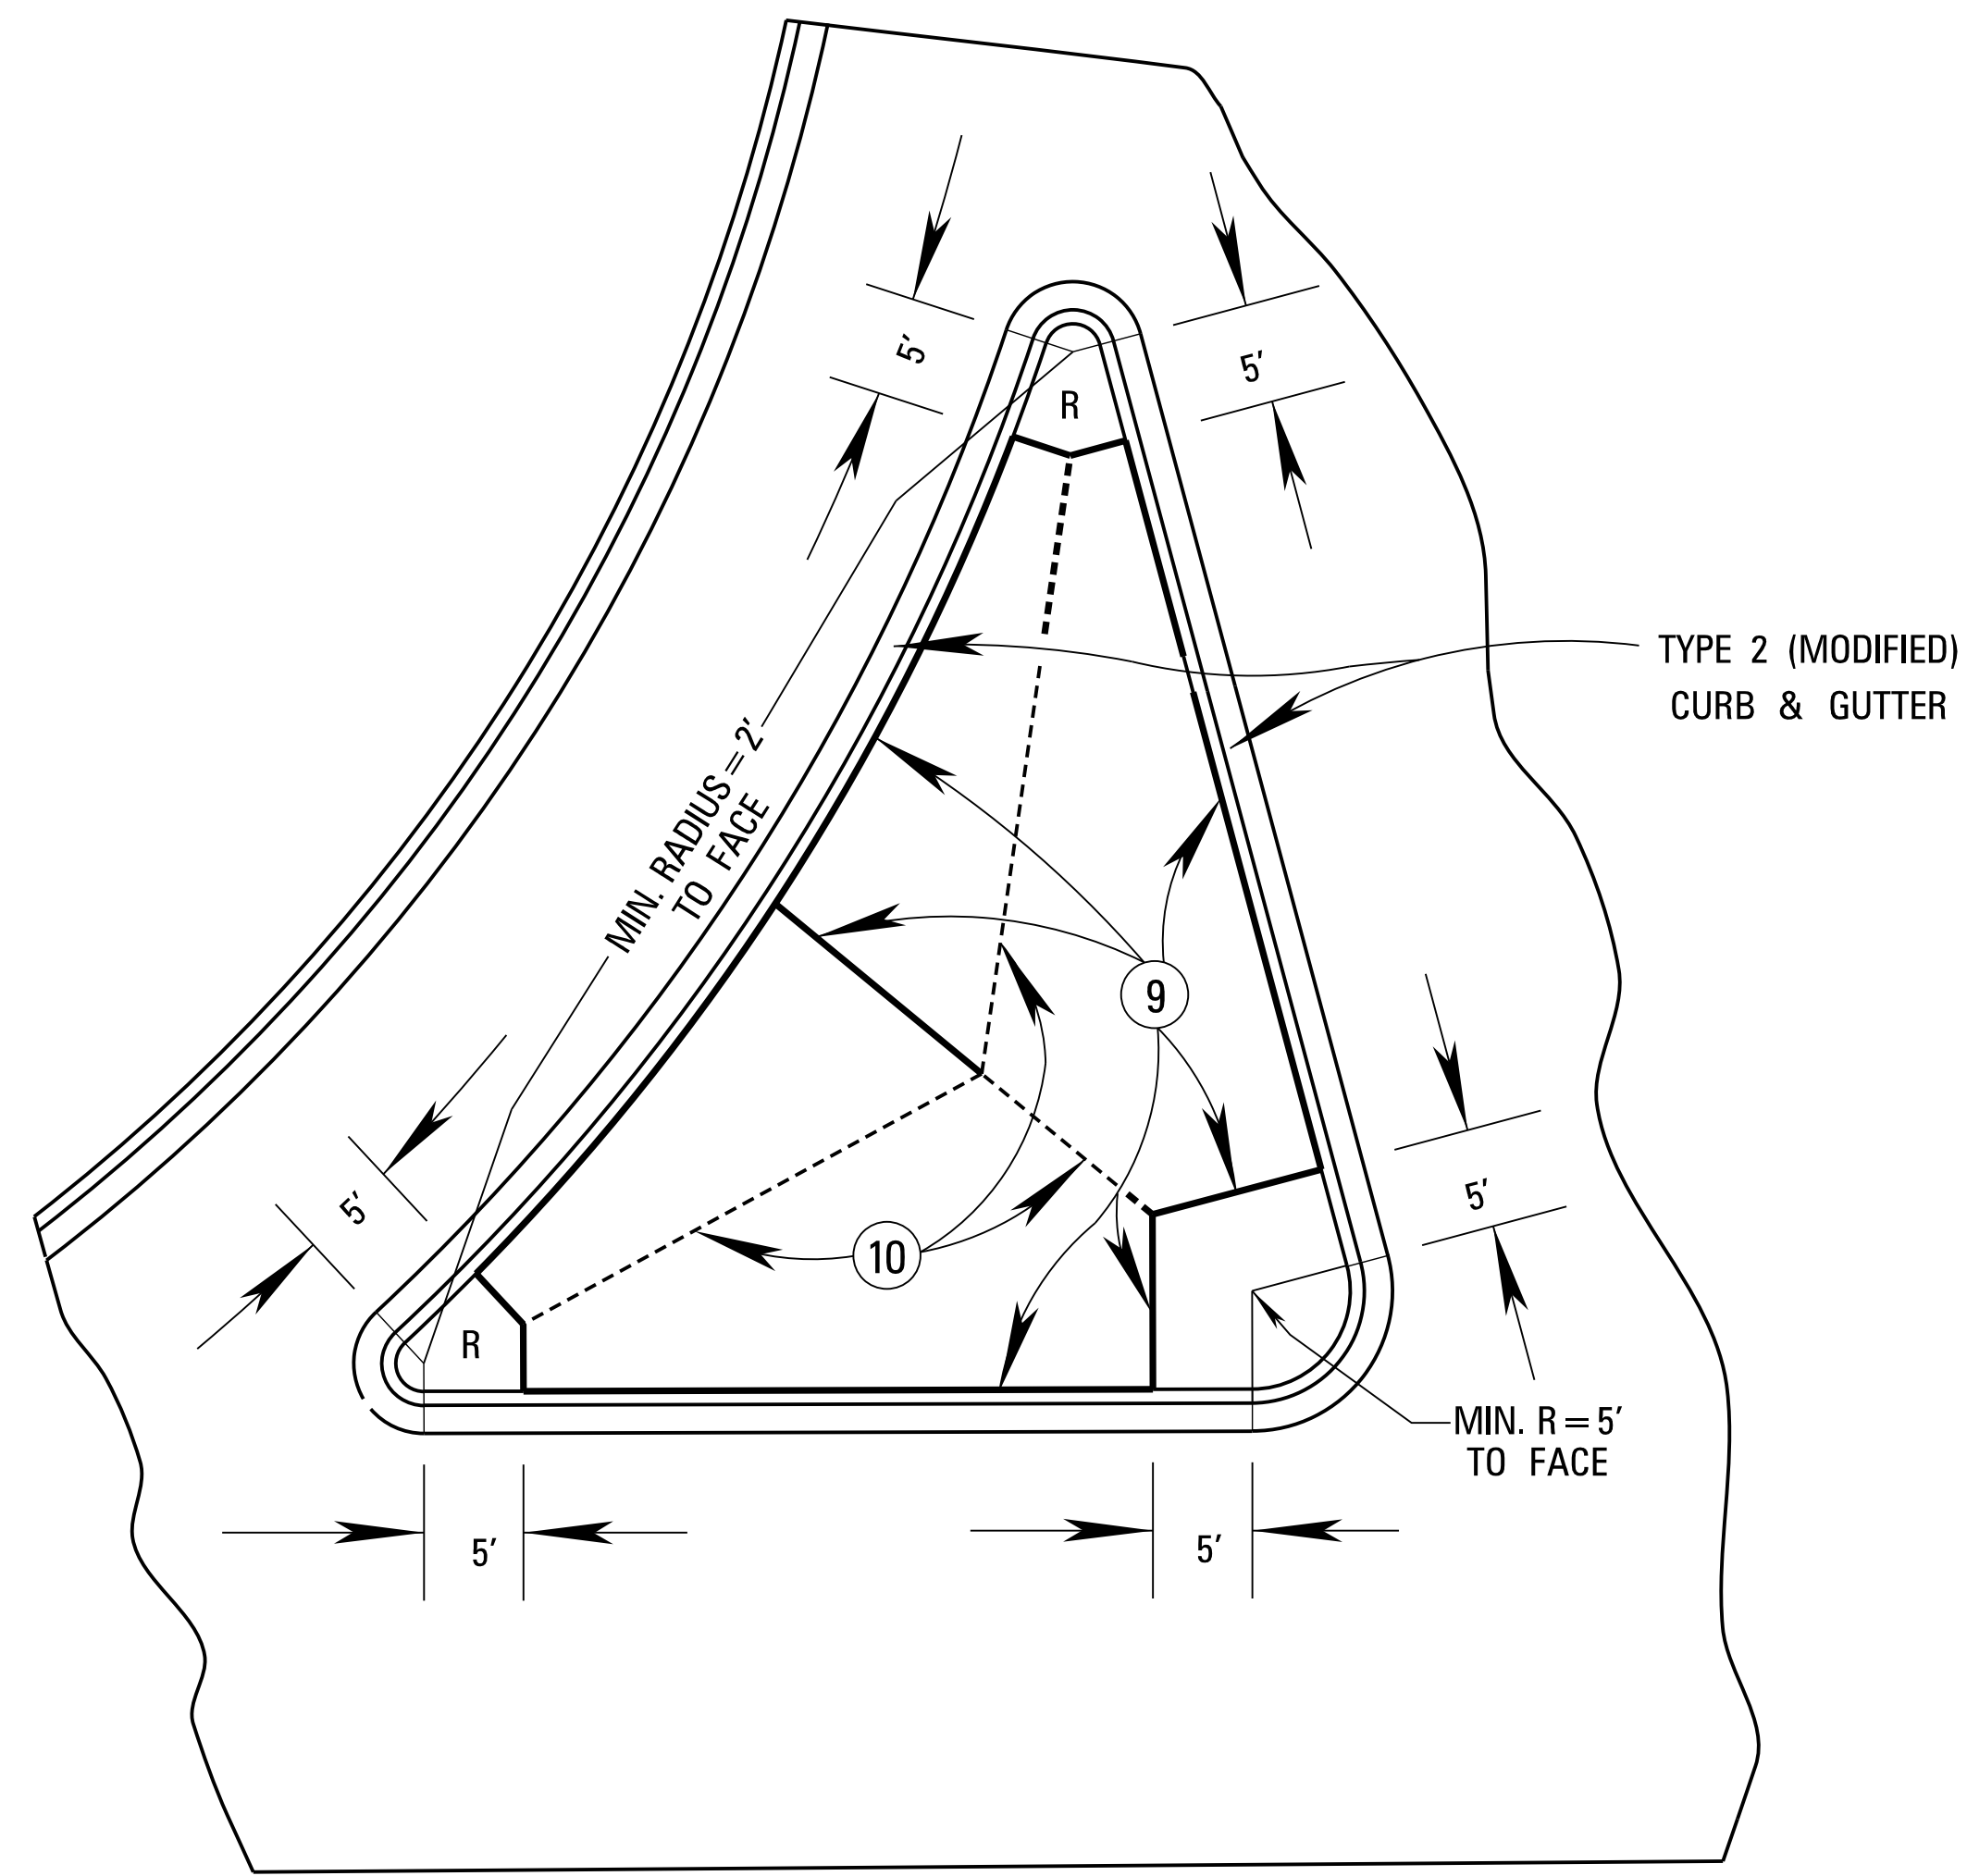 5′
5′
R
TYPE 2 (MODIFIED)
CURB & GUTTER
MIN. RADIUS = 2′
TO FACE
9
5′
5′
10
R
MIN. R = 5′
TO FACE
5′
5′